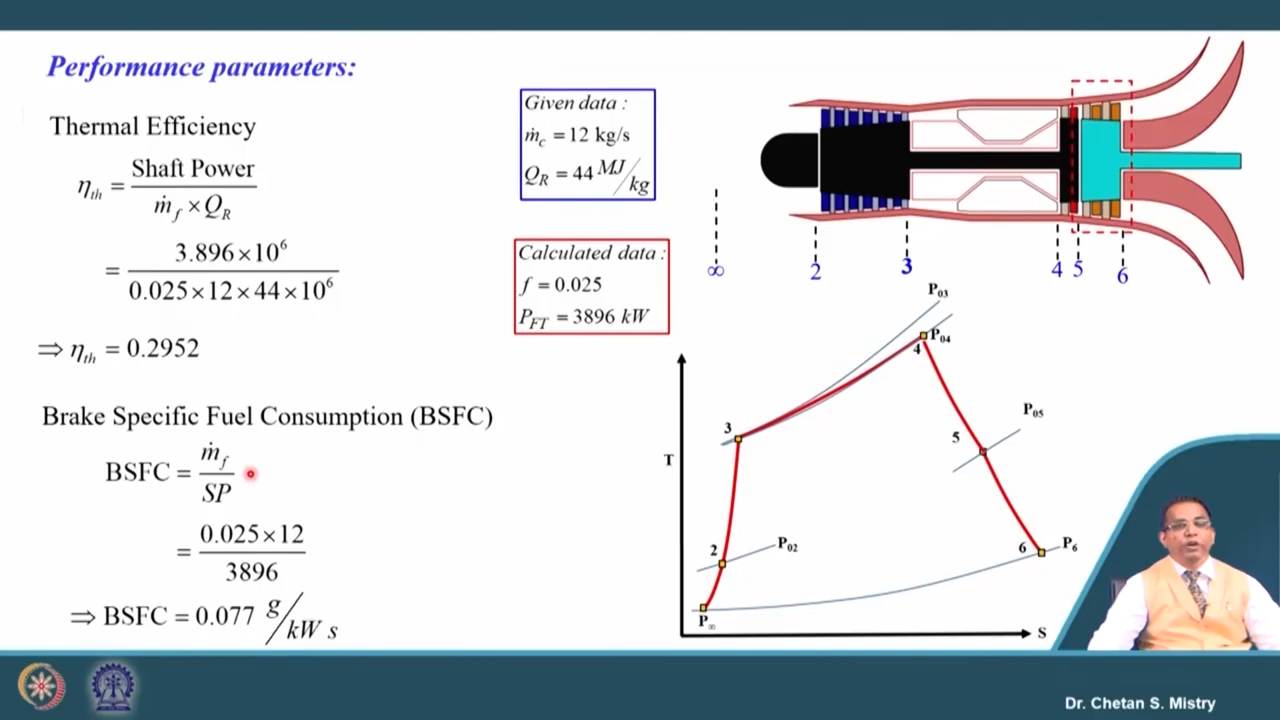 Performance parameters:
Thermal Efficiency
η_th = Shaft Power / ṁ_f × Q_R
= 3.896×10⁶ / 0.025×12×44×10⁶
⇒ η_th = 0.2952
Brake Specific Fuel Consumption (BSFC)
BSFC = ṁ_f / SP
= 0.025×12 / 3896
⇒ BSFC = 0.077 g/kW s
Given data :
ṁ_c = 12 kg/s
Q_R = 44 MJ/kg
Calculated data :
f = 0.025
P_FT = 3896 kW
∞ 2 3 4 5 6
P₀₃
P₀₄
4
P₀₅
3
5
T
2
P₀₂
6
P₆
P∞
S
Dr. Chetan S. Mistry